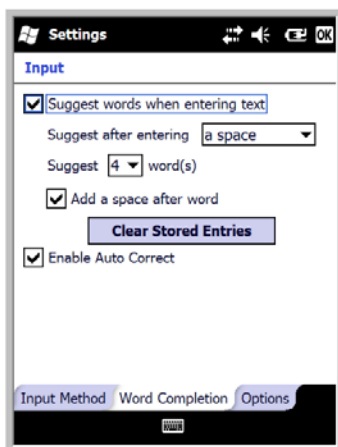 Settings OK
Input
Suggest words when entering text
Suggest after entering a space
Suggest 4 word(s)
Add a space after word
Clear Stored Entries
Enable Auto Correct
Input Method Word Completion Options